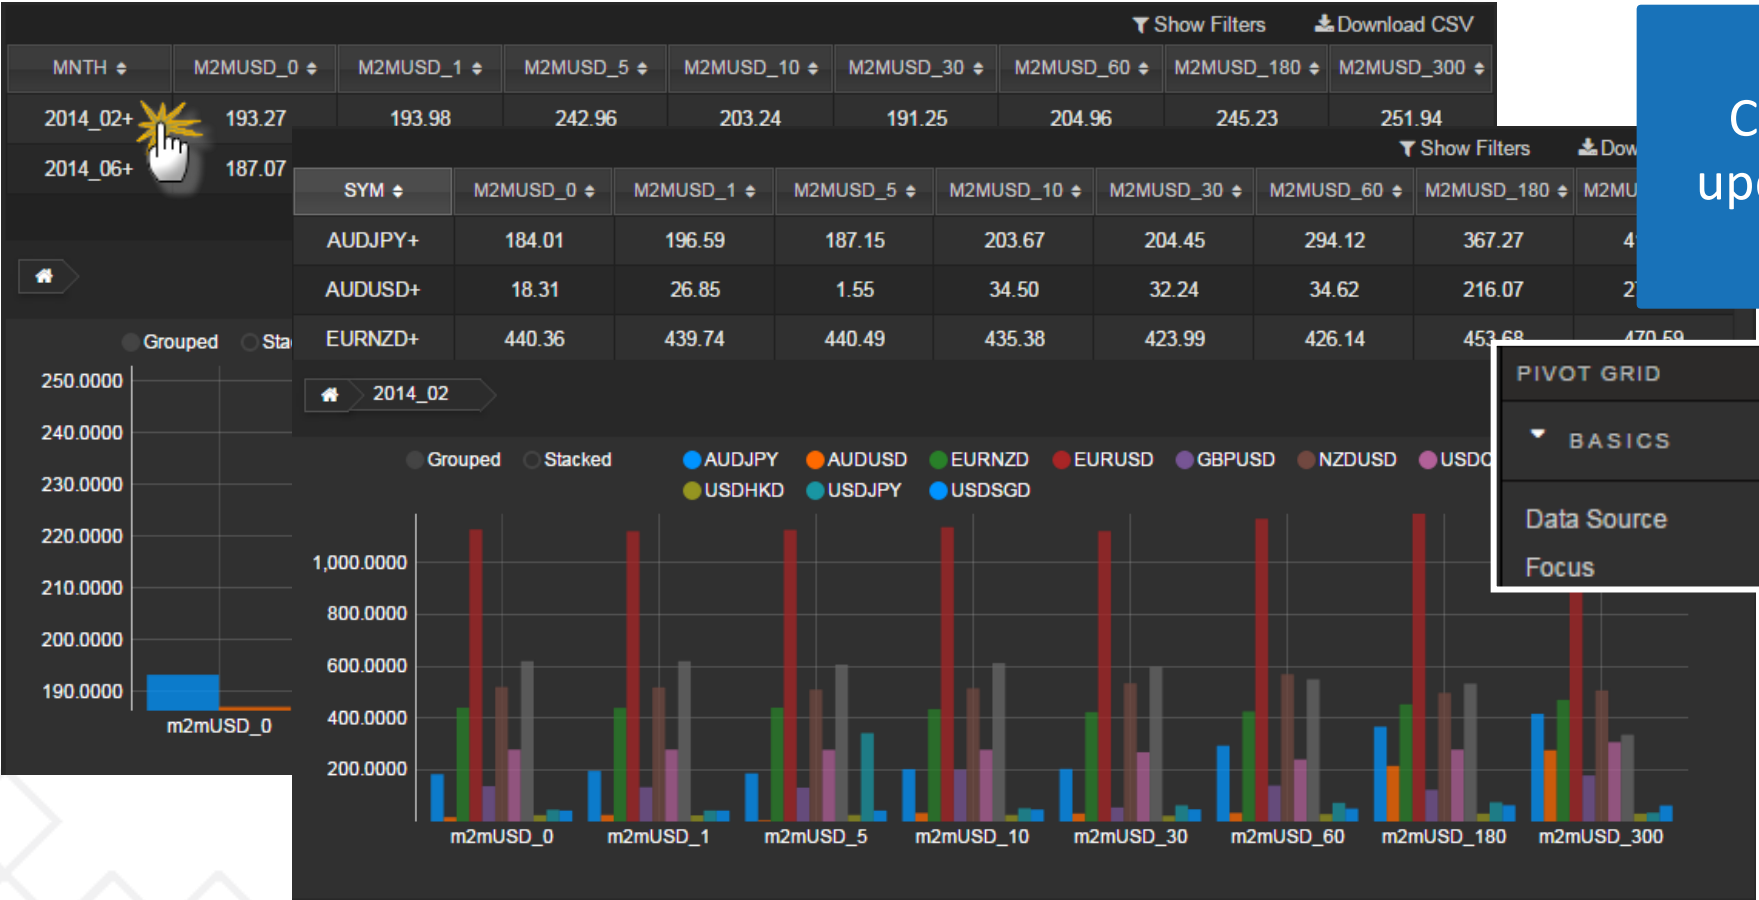 Show Filters Download CSV
MNTH M2MUSD_0 M2MUSD_1 M2MUSD_5 M2MUSD_10 M2MUSD_30 M2MUSD_60 M2MUSD_180 M2MUSD_300
2014_02+ 193.27 193.98 242.96 203.24 191.25 204.96 245.23 251.94
2014_06+ 187.07
Grouped
250.0000
240.0000
230.0000
220.0000
210.0000
200.0000
190.0000
m2mUSD_0
Show Filters
SYM M2MUSD_0 M2MUSD_1 M2MUSD_5 M2MUSD_10 M2MUSD_30 M2MUSD_60 M2MUSD_180
AUDJPY+ 184.01 196.59 187.15 203.67 204.45 294.12 367.27
AUDUSD+ 18.31 26.85 1.55 34.50 32.24 34.62 216.07
EURNZD+ 440.36 439.74 440.49 435.38 423.99 426.14 453.68 470.59
2014_02
Grouped Stacked AUDJPY AUDUSD EURNZD EURUSD GBPUSD NZDUSD
USDHKD USDJPY USDSGD
1,000.0000
800.0000
600.0000
400.0000
200.0000
m2mUSD_0 m2mUSD_1 m2mUSD_5 m2mUSD_10 m2mUSD_30 m2mUSD_60 m2mUSD_180 m2mUSD_300
PIVOT GRID
BASICS
Data Source
Focus